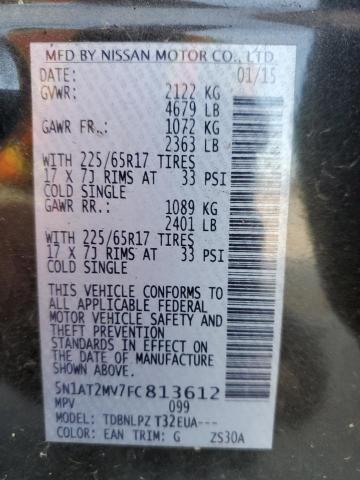 MFD BY NISSAN MOTOR CO., LTD.
DATE: 01/15
GVWR: 2122 KG
4679 LB
GAWR FR.: 1072 KG
2363 LB
WITH 225/65R17 TIRES
17 X 7J RIMS AT 33 PSI
COLD SINGLE
GAWR RR.: 1089 KG
2401 LB
WITH 225/65R17 TIRES
17 X 7J RIMS AT 33 PSI
COLD SINGLE
THIS VEHICLE CONFORMS TO
ALL APPLICABLE FEDERAL
MOTOR VEHICLE SAFETY AND
THEFT PREVENTION
STANDARDS IN EFFECT ON
THE DATE OF MANUFACTURE
SHOWN ABOVE.
5N1AT2MV7FC813612
MPV 099
MODEL: TDBNLPZ T32EUA---
COLOR: EAN TRIM: G ZS30A